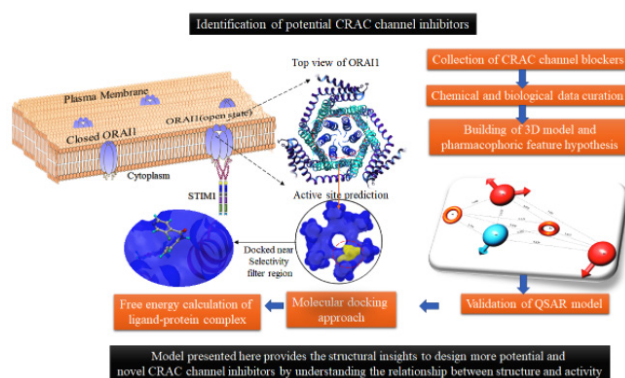 Identification of potential CRAC channel inhibitors
Top view of ORAI1
Plasma Membrane
ORAI1(open state)
Closed ORAI1
Cytoplasm
STIM1
Active site prediction
Docked near
Selectivity
filter region
Collection of CRAC channel blockers
Chemical and biological data curation
Building of 3D model and
pharmacophoric feature hypothesis
Validation of QSAR model
Molecular docking
approach
Free energy calculation of
ligand-protein complex
Model presented here provides the structural insights to design more potential and
novel CRAC channel inhibitors by understanding the relationship between structure and activity